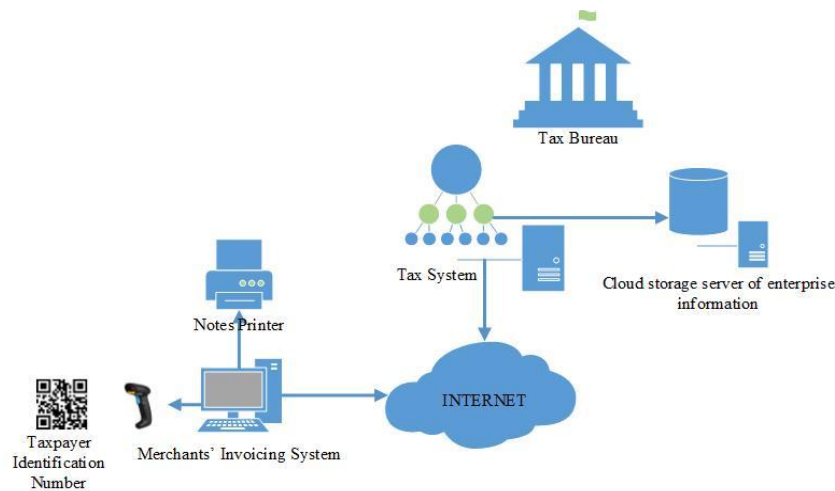 Tax Bureau
Tax System
Cloud storage server of enterprise
information
Notes Printer
INTERNET
Merchants’ Invoicing System
Taxpayer
Identification
Number